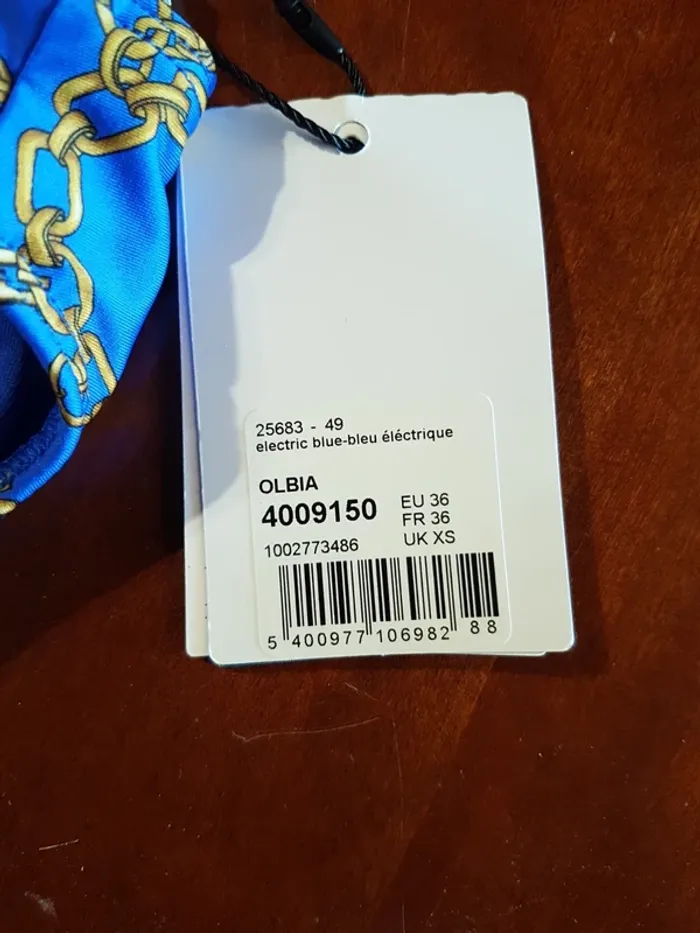 25683 - 49
electric blue-bleu éléctrique
OLBIA
4009150
EU 36
FR 36
UK XS
1002773486
5 400977 106982 88